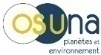 osuna
planètes et
environnement